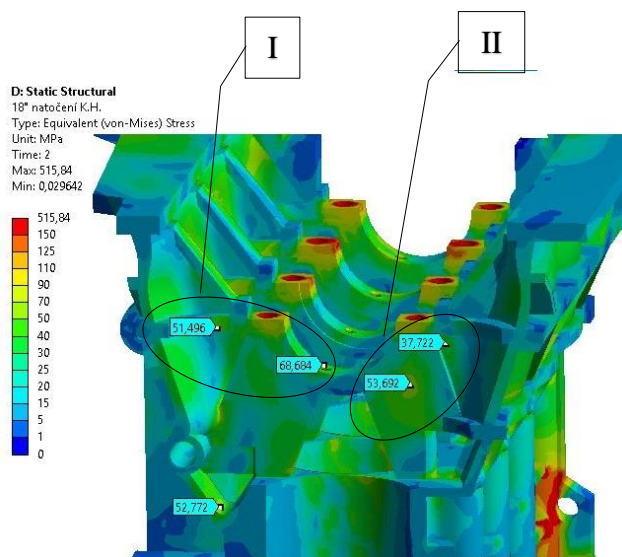 I
II
D: Static Structural
18° natočení K.H.
Type: Equivalent (von-Mises) Stress
Unit: MPa
Time: 2
Max: 515,84
Min: 0,029642
515,84
150
125
110
90
70
50
40
30
25
20
15
5
1
0
51,496
68,684
37,722
53,692
52,772